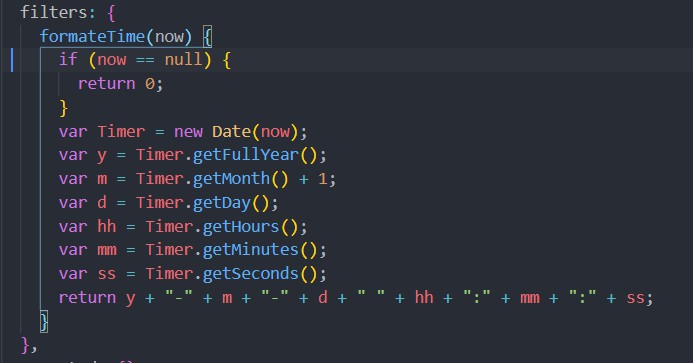 filters: {
formateTime(now) {
if (now == null) {
return 0;
}
var Timer = new Date(now);
var y = Timer.getFullYear();
var m = Timer.getMonth() + 1;
var d = Timer.getDay();
var hh = Timer.getHours();
var mm = Timer.getMinutes();
var ss = Timer.getSeconds();
return y + "-" + m + "-" + d + " " + hh + ":" + mm + ":" + ss;
}
},